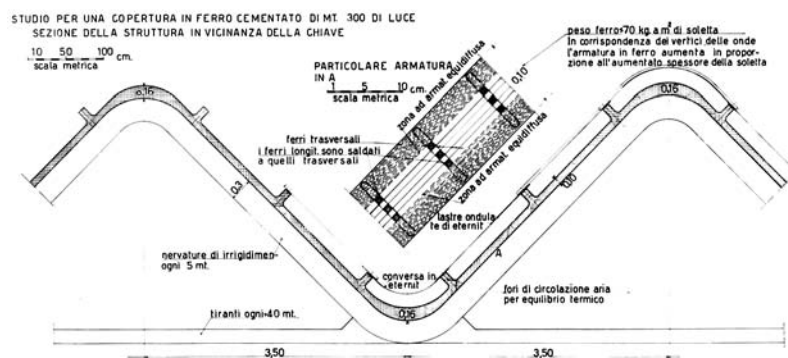 STUDIO PER UNA COPERTURA IN FERRO CEMENTATO DI MT. 300 DI LUCE
SEZIONE DELLA STRUTTURA IN VICINANZA DELLA CHIAVE
10 50 100 cm.
scala metrica
PARTICOLARE ARMATURA
IN A
1 5 10 cm.
scala metrica
zona ad armat. equidiffusa
0,10
peso ferro=70 kg. a m² di soletta
In corrispondenza dei vertici delle onde
l'armatura in ferro aumenta in propor-
zione all'aumentato spessore della soletta
0,16
0,16
ferri trasversali
i ferri longit. sono saldati
a quelli trasversali
zona ad armat. equidiffusa
0,3
0,10
lastre ondula
te di eternit
A
nervature di irrigidimen-
ogni 5 mt.
conversa in
eternit
fori di circolazione aria
per equilibrio termico
tiranti ogni=40 mt.
0,16
3,50
3,50